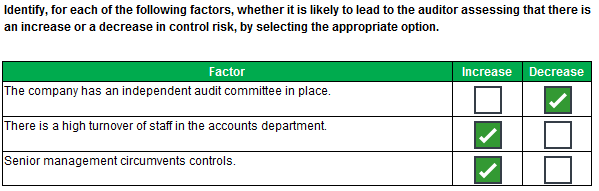 Identify, for each of the following factors, whether it is likely to lead to the auditor assessing that there is
an increase or a decrease in control risk, by selecting the appropriate option.
Factor Increase Decrease
The company has an independent audit committee in place.
There is a high turnover of staff in the accounts department.
Senior management circumvents controls.